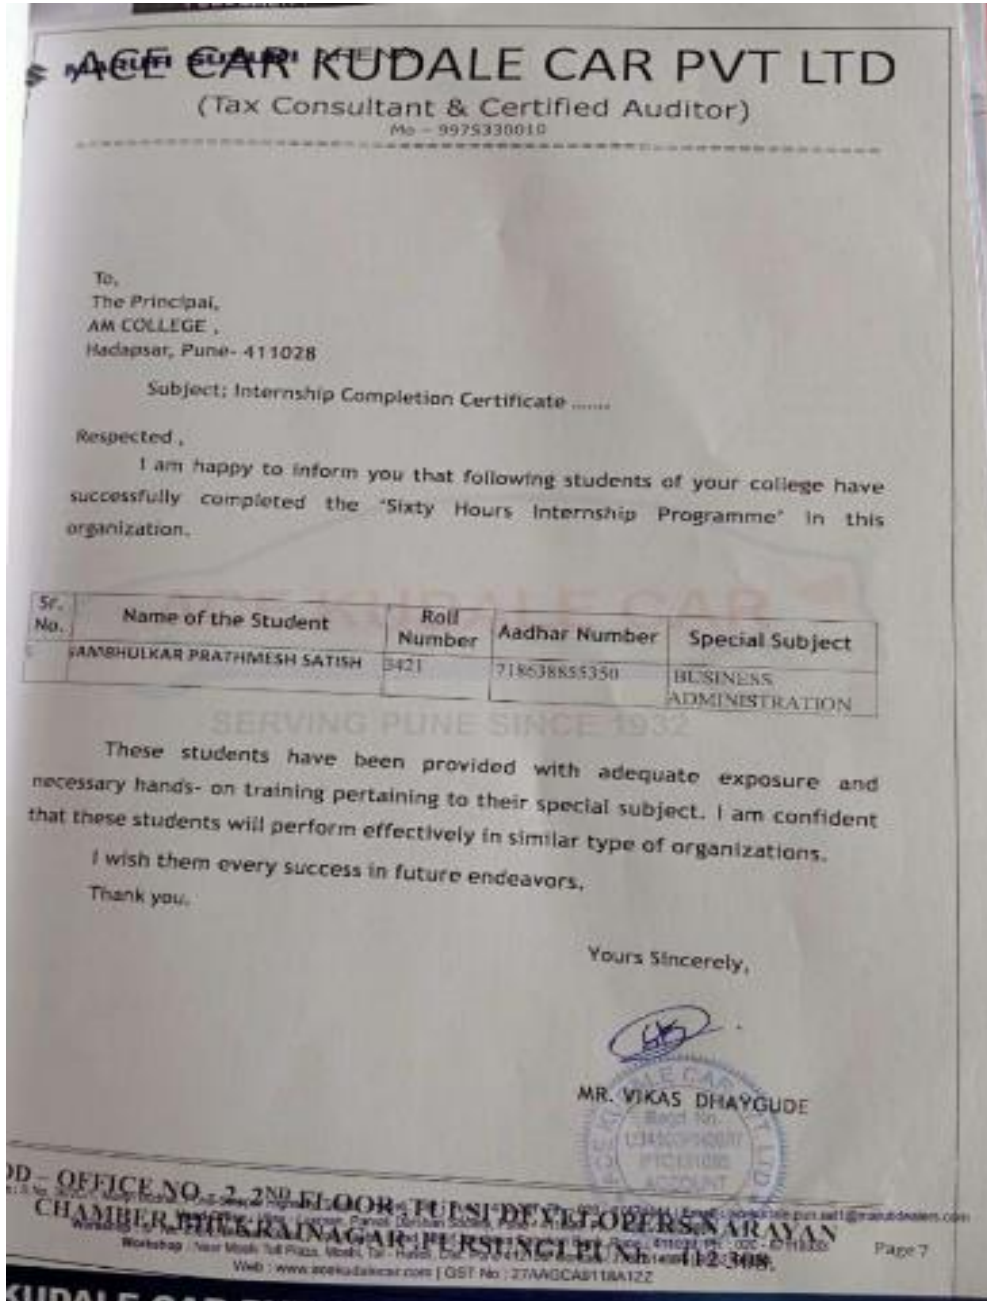 MARUTI SUZUKI
ACE CAR KUDALE CAR PVT LTD
(Tax Consultant & Certified Auditor)
Mo - 9975330010
To,
The Principal,
AM COLLEGE ,
Hadapsar, Pune- 411028
Subject; Internship Completion Certificate .......
Respected ,
I am happy to inform you that following students of your college have
successfully completed the "Sixty Hours Internship Programme" in this
organization.
ACE KUDALE CAR
Sr. No. Name of the Student Roll Number Aadhar Number Special Subject
SAMBHULKAR PRATHMESH SATISH 3421 718638855350 BUSINESS ADMINISTRATION
SERVING PUNE SINCE 1932
These students have been provided with adequate exposure and
necessary hands- on training pertaining to their special subject. I am confident
that these students will perform effectively in similar type of organizations.
I wish them every success in future endeavors.
Thank you.
Yours Sincerely,
MR. VIKAS DHAYGUDE
OFFICE NO - 2, 2ND FLOOR, TULSI DEVELOPERS NARAYAN
CHAMBER, BHEKRAINAGAR, PURSUNGI, PUNE - 412 308.
Page 7
Web : www.acekudalecar.com | GST No : 27AAGCA8118A1ZZ